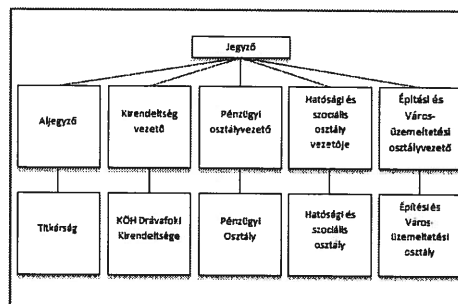 Jegyző
Aljegyző
Kirendeltség
vezető
Pénzügyi
osztályvezető
Hatósági és
szociális
osztály
vezetője
Építési és
Város-
üzemeltetési
osztályvezető
Titkárság
KÖH Drávafoki
Kirendeltsége
Pénzügyi
Osztály
Hatósági és
szociális
osztály
Építési és
Város-
üzemeltetési
osztály